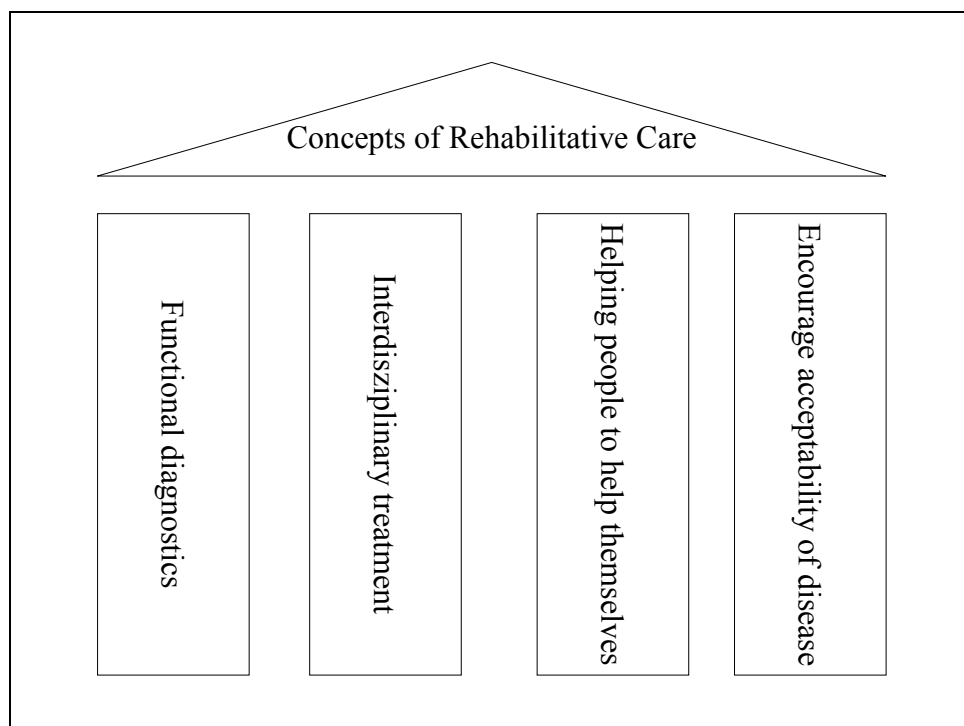 Concepts of Rehabilitative Care
Functional diagnostics
Interdisziplinary treatment
Helping people to help themselves
Encourage acceptability of disease